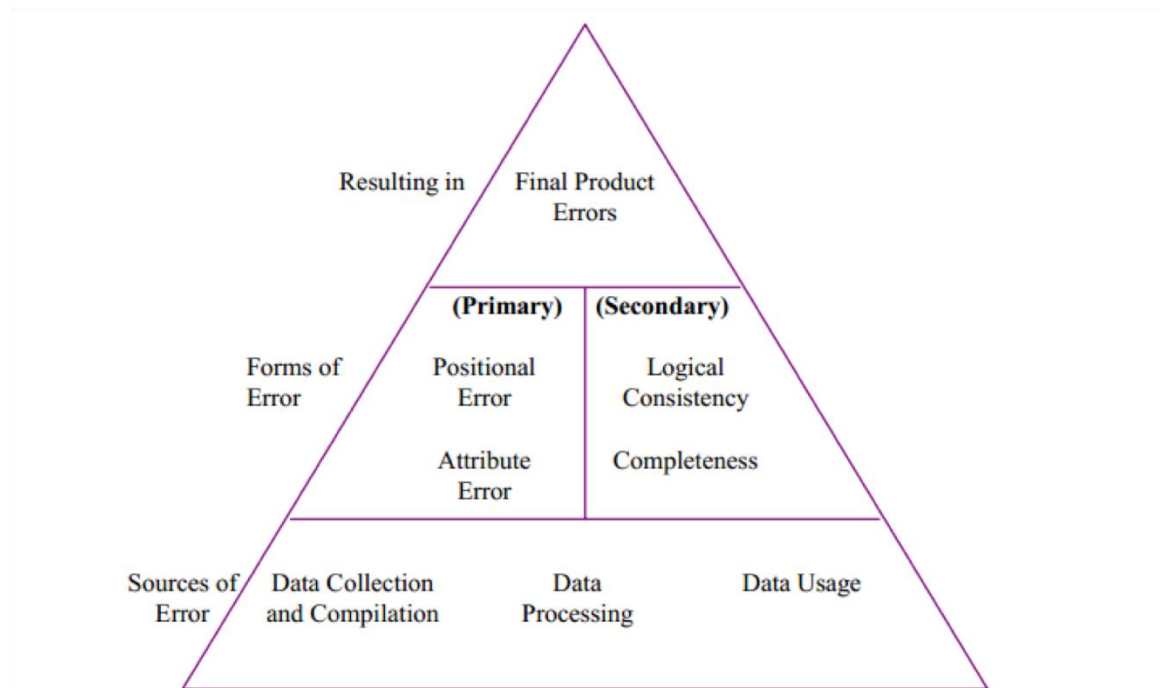 Resulting in
Final Product
Errors
(Primary)
(Secondary)
Forms of
Error
Positional
Error
Logical
Consistency
Attribute
Error
Completeness
Sources of
Error
Data Collection
and Compilation
Data
Processing
Data Usage